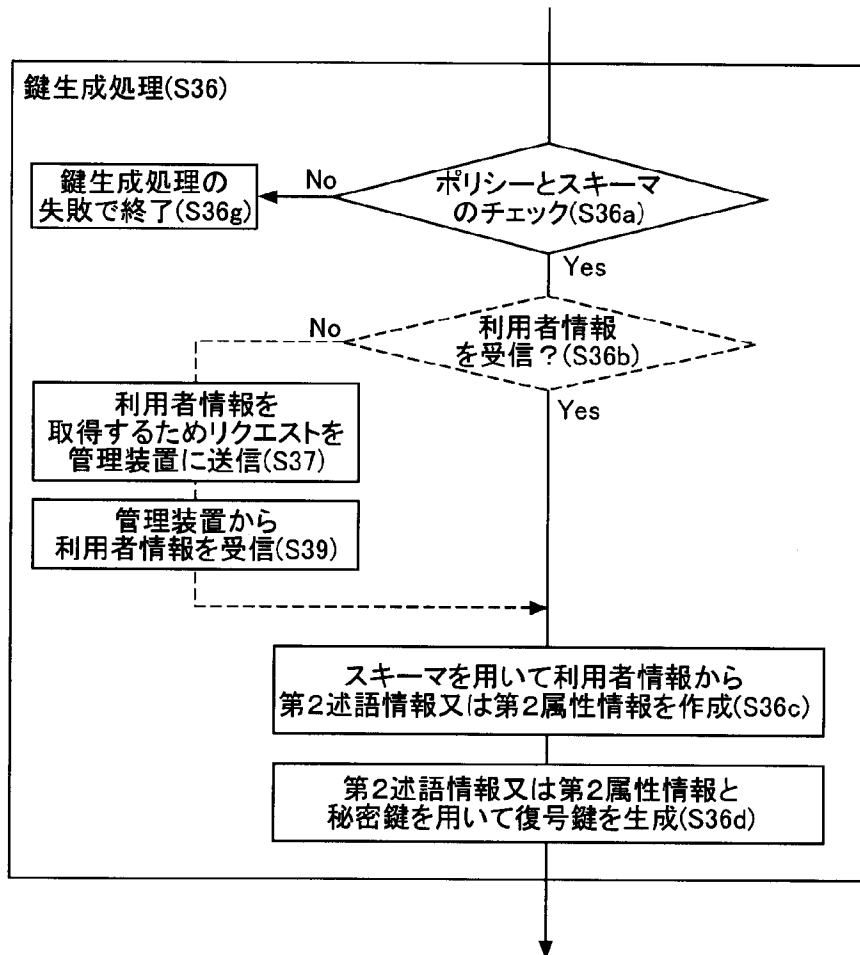 鍵生成処理(S36)
鍵生成処理の
失敗で終了(S36g)
No
ポリシーとスキーマ
のチェック(S36a)
Yes
No
利用者情報
を受信？(S36b)
Yes
利用者情報を
取得するためリクエストを
管理装置に送信(S37)
管理装置から
利用者情報を受信(S39)
スキーマを用いて利用者情報から
第２述語情報又は第２属性情報を作成(S36c)
第２述語情報又は第２属性情報と
秘密鍵を用いて復号鍵を生成(S36d)